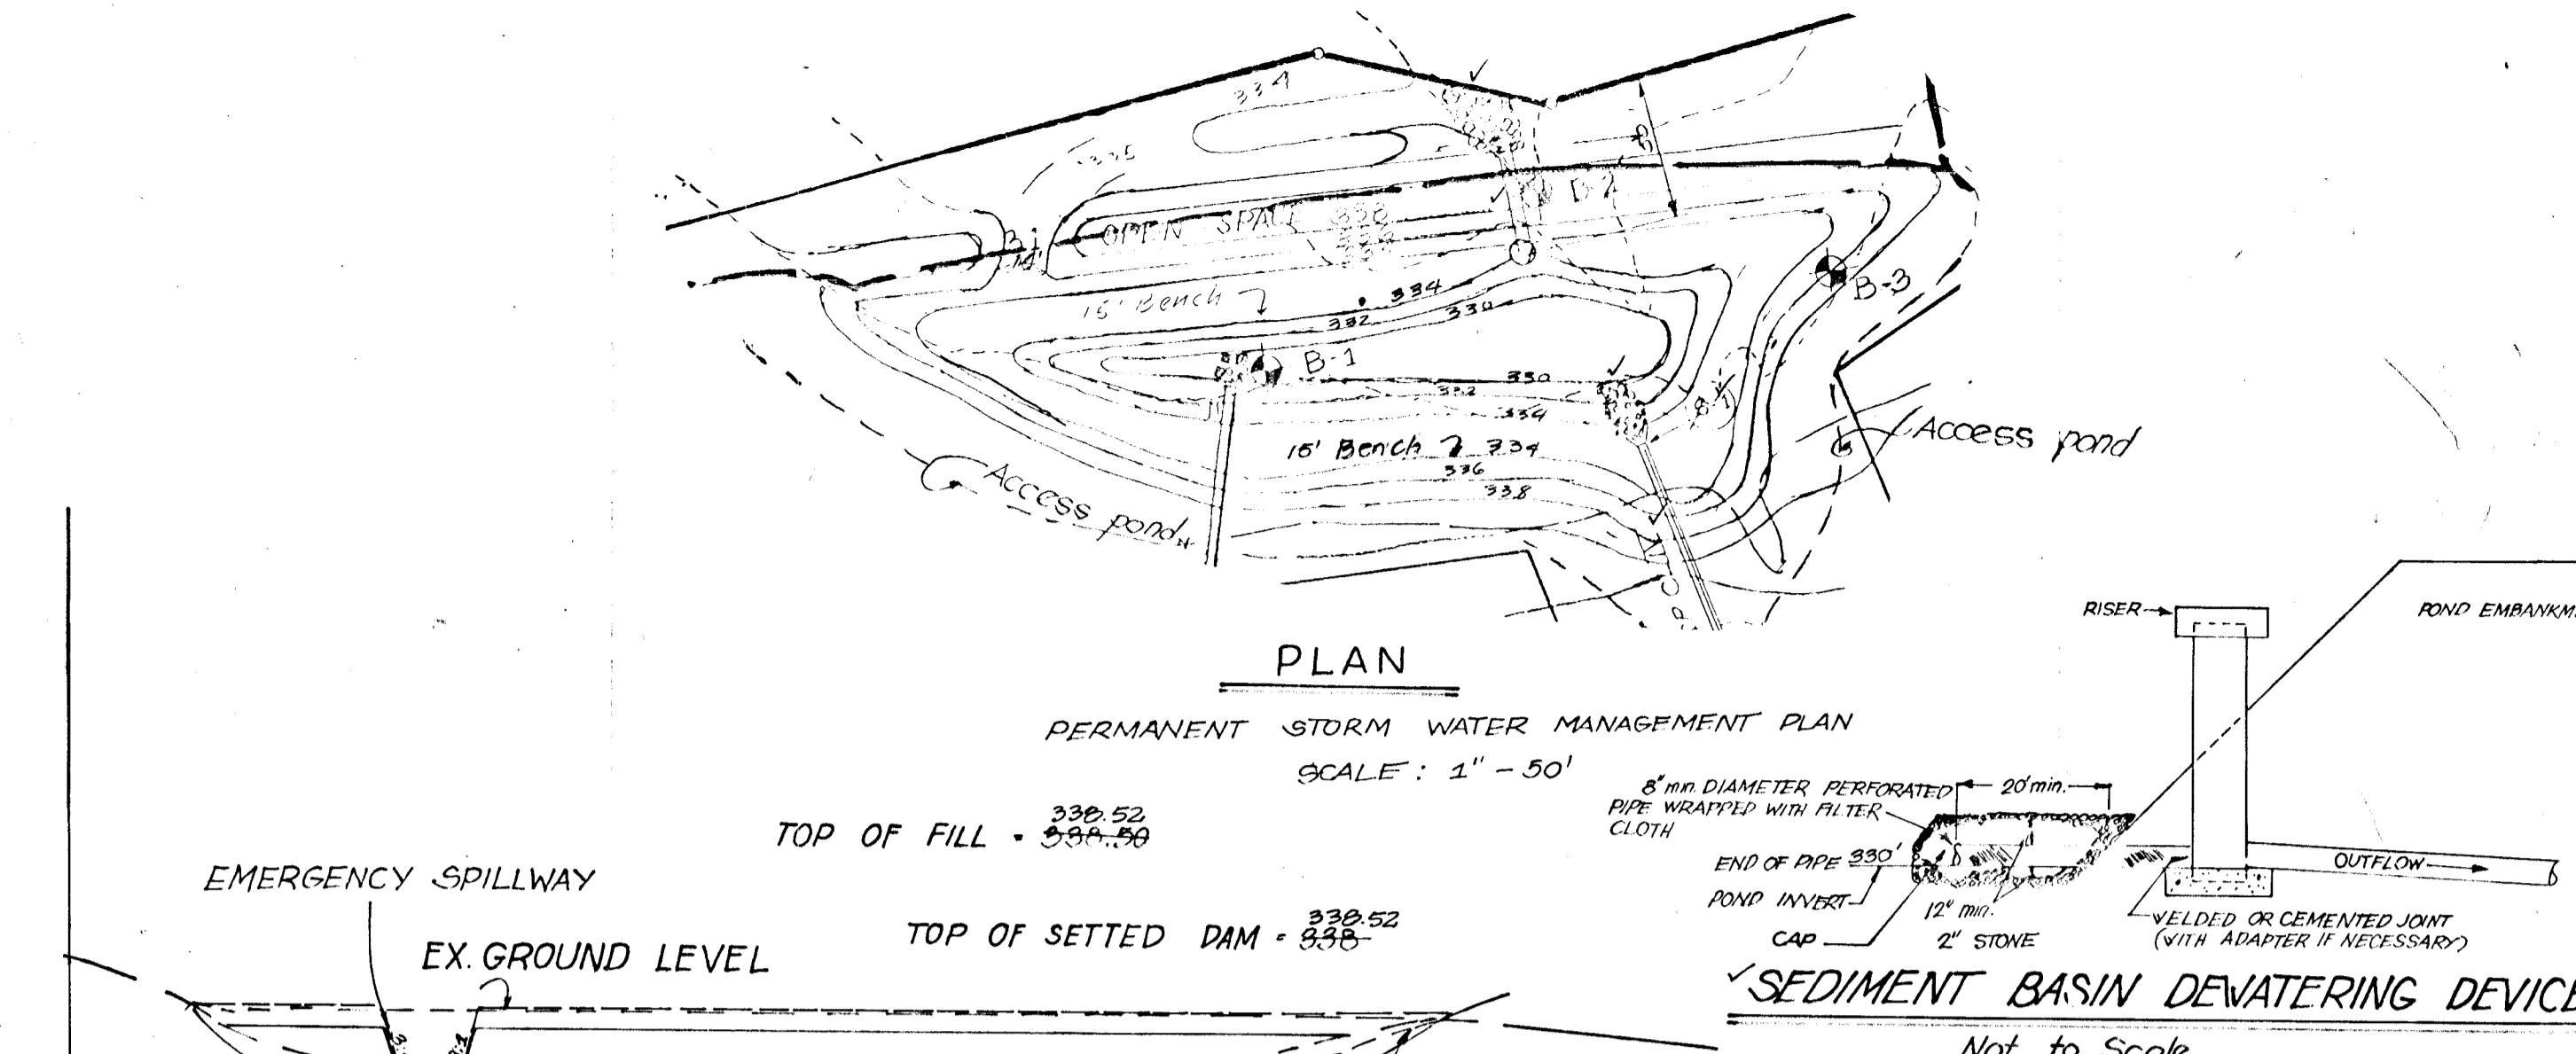 334
335
B-2
OPEN SPACE 338
15' Bench
334
332 330
B-3
B-1
330
332
334
15' Bench 334
336
338
Access pond
Access pond
PLAN
PERMANENT STORM WATER MANAGEMENT PLAN
SCALE : 1" - 50'
338.52
TOP OF FILL = 338.50
EMERGENCY SPILLWAY
338.52
TOP OF SETTED DAM = 338
EX. GROUND LEVEL
RISER
POND EMBANKM
8" min. DIAMETER PERFORATED
PIPE WRAPPED WITH FILTER
CLOTH
20' min.
END OF PIPE 330'
POND INVERT
CAP
12" min.
2" STONE
OUTFLOW
WELDED OR CEMENTED JOINT
(WITH ADAPTER IF NECESSARY)
SEDIMENT BASIN DEWATERING DEVICE
Not to Scale